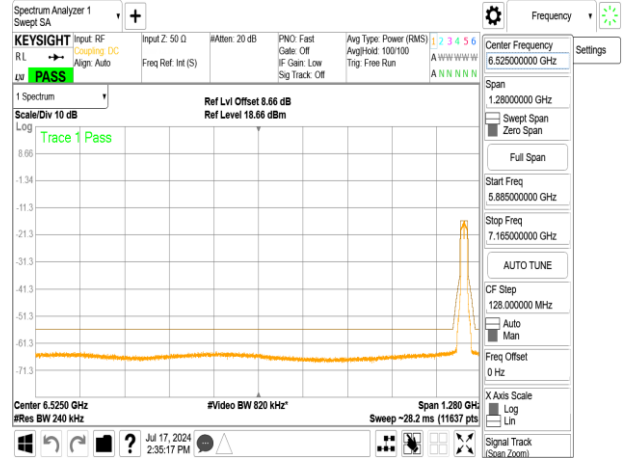 Spectrum Analyzer 1
Swept SA
+
Frequency
KEYSIGHT Input: RF Input Z: 50 Ω #Atten: 20 dB PNO: Fast Avg Type: Power (RMS) 1 2 3 4 5 6
Coupling: DC Gate: Off Avg|Hold: 100/100
RL Align: Auto Freq Ref: Int (S) IF Gain: Low Trig: Free Run A W W W W W
Sig Track: Off
LXI PASS A N N N N N
1 Spectrum
Ref Lvl Offset 8.66 dB
Scale/Div 10 dB Ref Level 18.66 dBm
Log
Trace 1 Pass
8.66
-1.34
-11.3
-21.3
-31.3
-41.3
-51.3
-61.3
-71.3
Center 6.5250 GHz #Video BW 820 kHz* Span 1.280 GHz
#Res BW 240 kHz Sweep ~28.2 ms (11637 pts
Jul 17, 2024
2:35:17 PM
?
Center Frequency
6.525000000 GHz
Settings
Span
1.28000000 GHz
Swept Span
Zero Span
Full Span
Start Freq
5.885000000 GHz
Stop Freq
7.165000000 GHz
AUTO TUNE
CF Step
128.000000 MHz
Auto
Man
Freq Offset
0 Hz
X Axis Scale
Log
Lin
Signal Track
(Span Zoom)